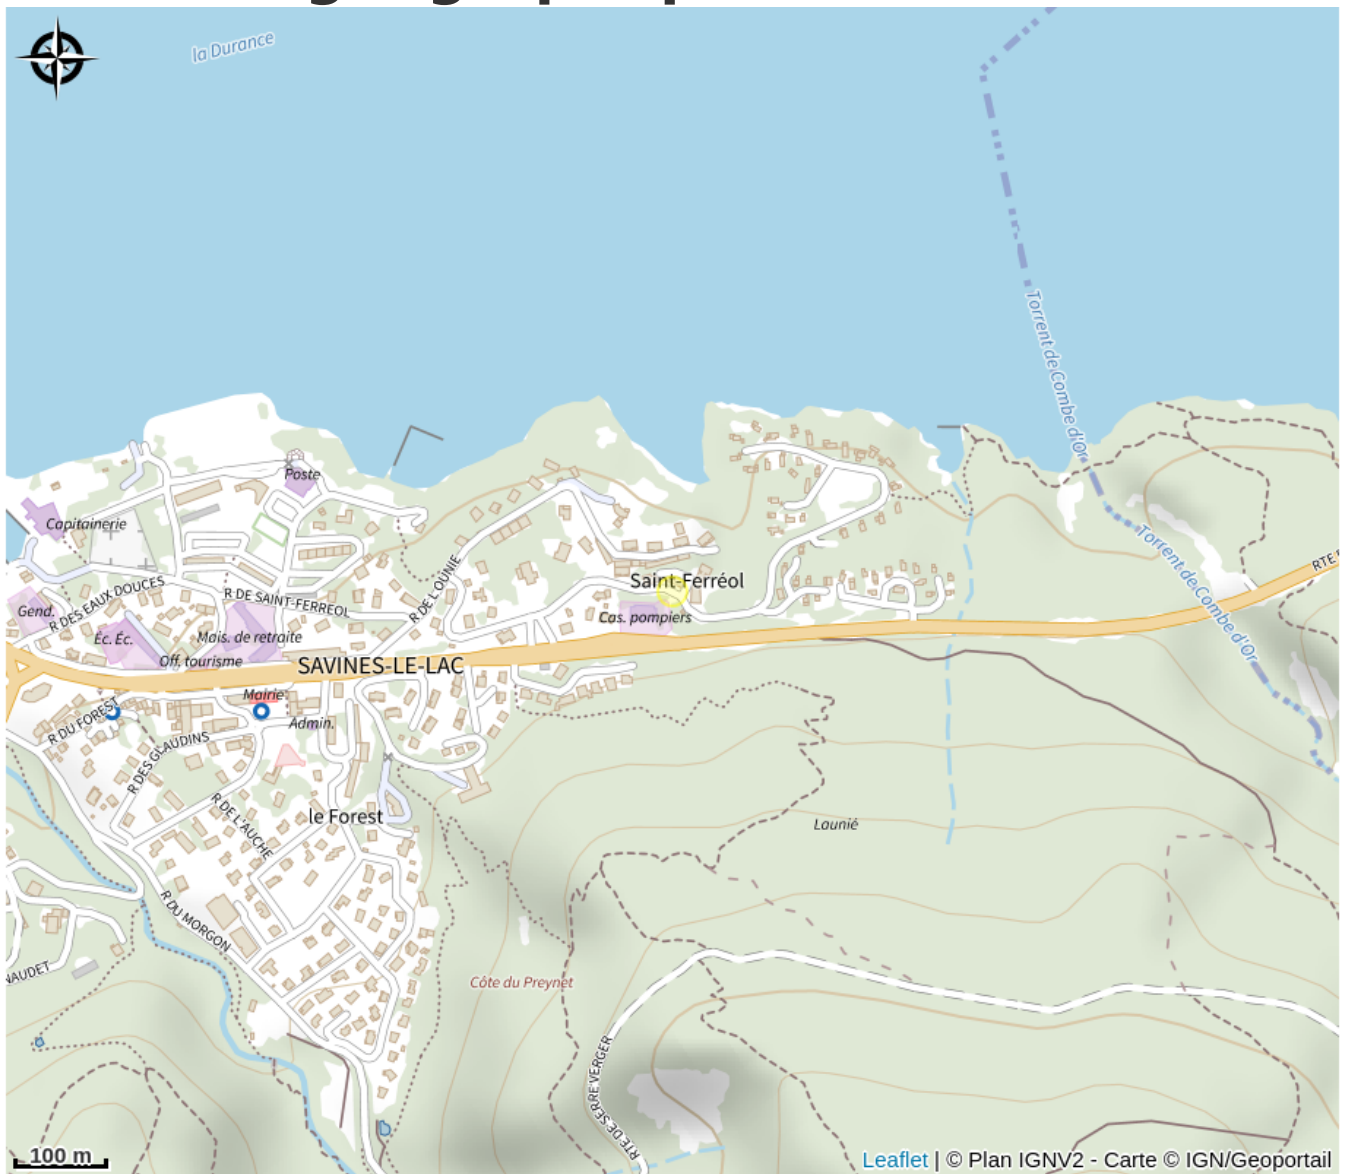 la Durance
Torrent de Combe d'Or
Poste
Capitainerie
Torrent de Combe d'Or
RTE
R DE L'OUNIE
Saint-Ferréol
R DES EAUX DOUCES
R DE SAINT-FERREOL
Gend.
Cas. pompiers
Éc. Éc.
Mais. de retraite
Off. tourisme
SAVINES-LE-LAC
Mairie
R DU FOREST
Admin.
R DES GLAUDINS
R DE L'AUCHE
le Forest
Launié
R DU MORGON
NAUDET
Côte du Preynet
RTE DE SERRE VERGER
100 m
Leaflet | © Plan IGNV2 - Carte © IGN/Geoportail